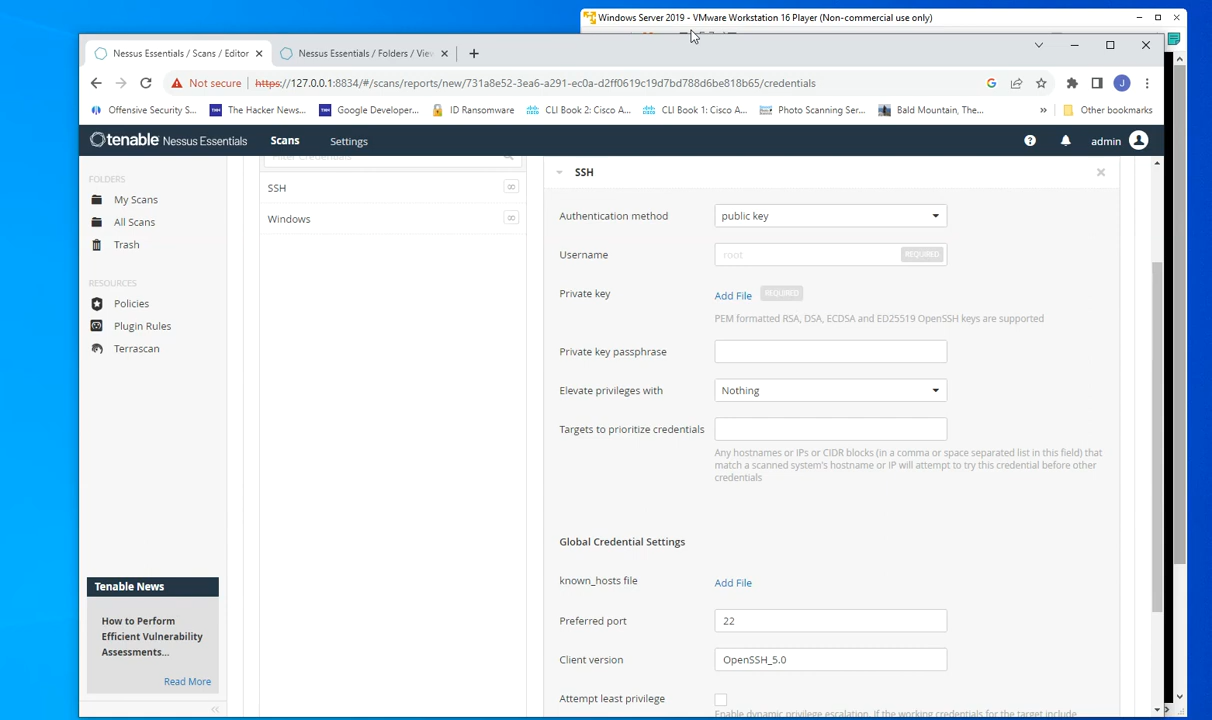 Windows Server 2019 - VMware Workstation 16 Player (Non-commercial use only)
Nessus Essentials / Scans / Editor
Nessus Essentials / Folders / Vie
Not secure
https://127.0.0.1:8834/#/scans/reports/new/731a8e52-3ea6-a291-ec0a-d2ff0619c19d7bd788d6be818b65/credentials
J
Offensive Security S...
The Hacker News...
Google Developer...
ID Ransomware
CLI Book 2: Cisco A...
CLI Book 1: Cisco A...
Photo Scanning Ser...
Bald Mountain, The...
»
Other bookmarks
tenable Nessus Essentials
Scans
Settings
admin
FOLDERS
My Scans
All Scans
Trash
RESOURCES
Policies
Plugin Rules
Terrascan
Tenable News
How to Perform
Efficient Vulnerability
Assessments...
Read More
Filter Credentials
SSH
∞
Windows
∞
SSH
Authentication method
public key
Username
root
REQUIRED
Private key
Add File
REQUIRED
PEM formatted RSA, DSA, ECDSA and ED25519 OpenSSH keys are supported
Private key passphrase
Elevate privileges with
Nothing
Targets to prioritize credentials
Any hostnames or IPs or CIDR blocks (in a comma or space separated list in this field) that
match a scanned system's hostname or IP will attempt to try this credential before other
credentials
Global Credential Settings
known_hosts file
Add File
Preferred port
22
Client version
OpenSSH_5.0
Attempt least privilege
Enable dynamic privilege escalation. If the working credentials for the target include